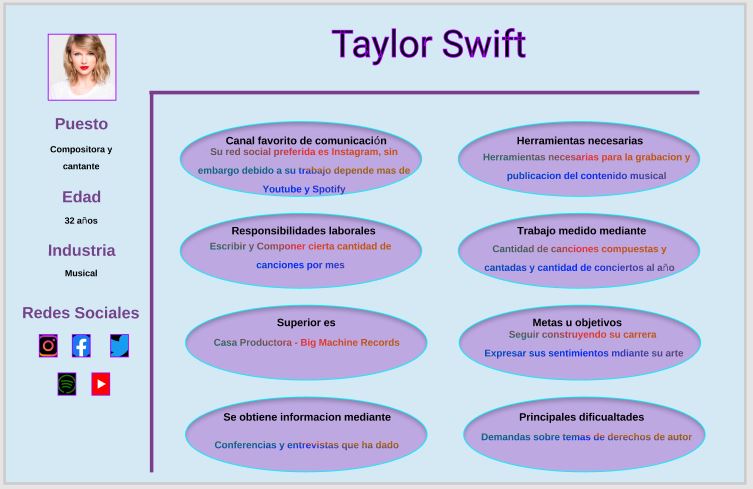 Taylor Swift
Puesto
Compositora y
cantante
Edad
32 años
Industria
Musical
Redes Sociales
Canal favorito de comunicación
Su red social preferida es Instagram, sin
embargo debido a su trabajo depende mas de
Youtube y Spotify
Herramientas necesarias
Herramientas necesarias para la grabacion y
publicacion del contenido musical
Responsibilidades laborales
Escribir y Componer cierta cantidad de
canciones por mes
Trabajo medido mediante
Cantidad de canciones compuestas y
cantadas y cantidad de conciertos al año
Superior es
Casa Productora - Big Machine Records
Metas u objetivos
Seguir construyendo su carrera
Expresar sus sentimientos mdiante su arte
Se obtiene informacion mediante
Conferencias y entrevistas que ha dado
Principales dificualtades
Demandas sobre temas de derechos de autor